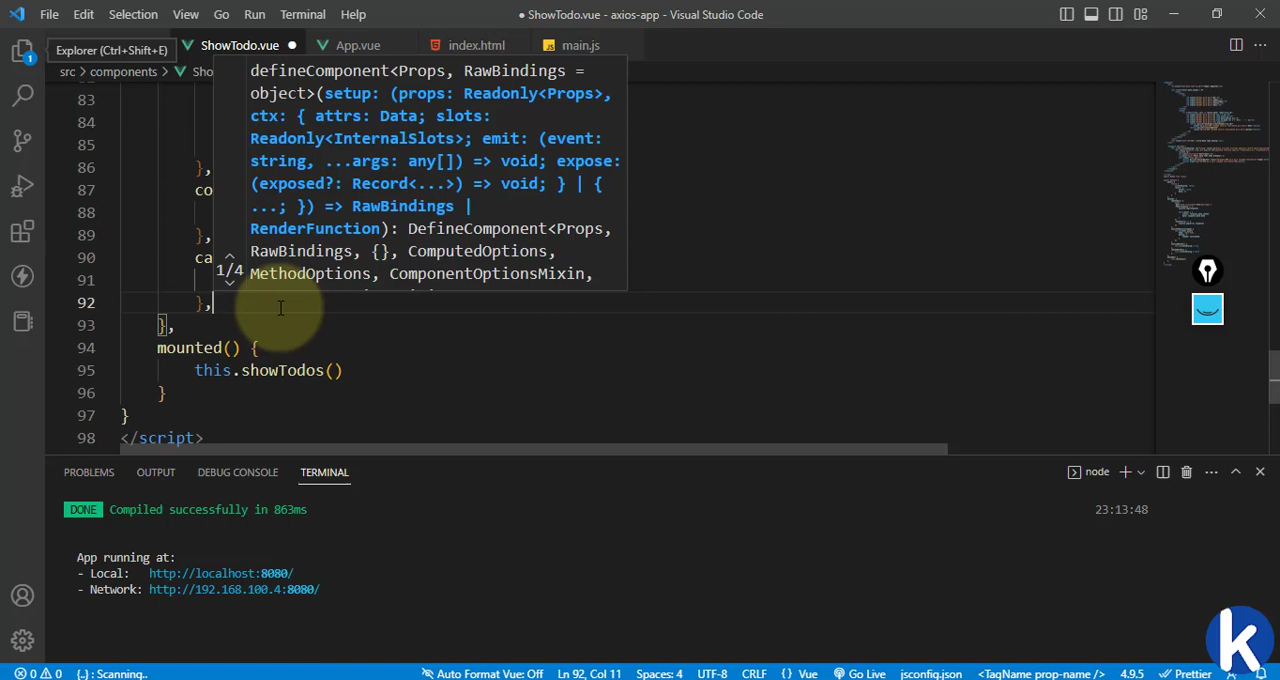 File Edit Selection View Go Run Terminal Help
● ShowTodo.vue - axios-app - Visual Studio Code
1
Explorer (Ctrl+Shift+E)
ShowTodo.vue
App.vue
index.html
JS main.js
src > components > Sho
defineComponent<Props, RawBindings =
object>(setup: (props: Readonly<Props>,
ctx: { attrs: Data; slots:
Readonly<InternalSlots>; emit: (event:
string, ...args: any[]) => void; expose:
(exposed?: Record<...>) => void; } | {
...; }) => RawBindings |
RenderFunction): DefineComponent<Props,
RawBindings, {}, ComputedOptions,
MethodOptions, ComponentOptionsMixin,
1/4
83
84
85
86 },
87 co
88
89 },
90 ca
91
92 },
93 },
94 mounted() {
95 this.showTodos()
96 }
97 }
98 </script>
PROBLEMS OUTPUT DEBUG CONSOLE TERMINAL
node
DONE Compiled successfully in 863ms 23:13:48
App running at:
- Local: http://localhost:8080/
- Network: http://192.168.100.4:8080/
k
0 0 {..} : Scanning.. Auto Format Vue: Off Ln 92, Col 11 Spaces: 4 UTF-8 CRLF {} Vue Go Live jsconfig.json <TagName prop-name /> 4.9.5 Prettier